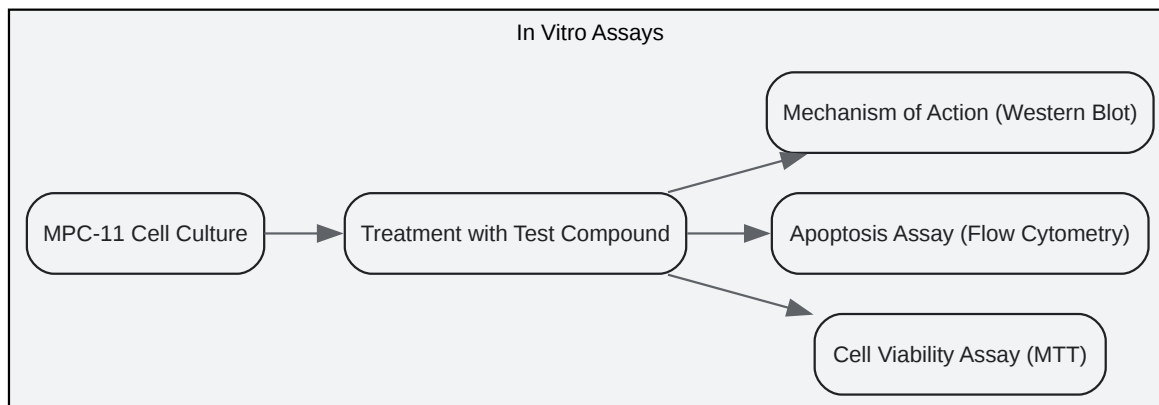 In Vitro Assays
Mechanism of Action (Western Blot)
MPC-11 Cell Culture
Treatment with Test Compound
Apoptosis Assay (Flow Cytometry)
Cell Viability Assay (MTT)